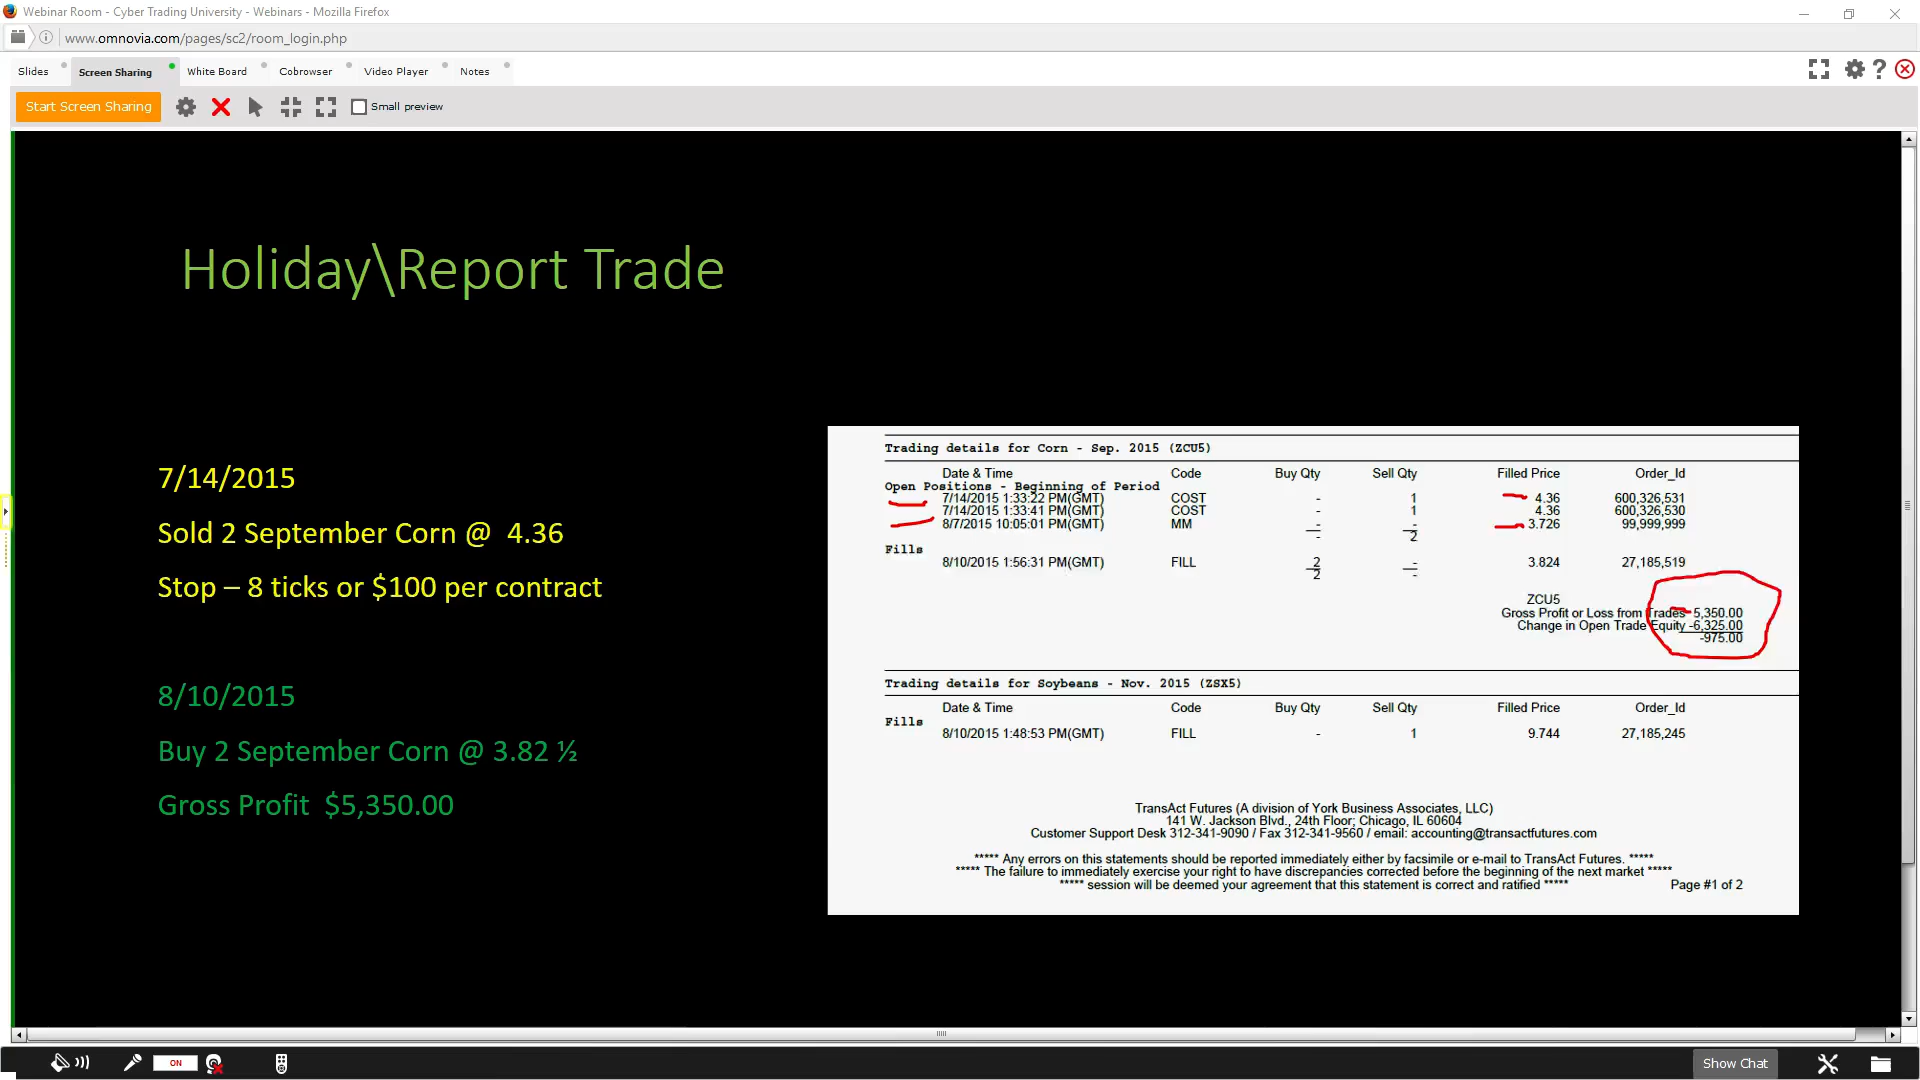 Webinar Room - Cyber Trading University - Webinars - Mozilla Firefox
www.omnovia.com/pages/sc2/room_login.php
Slides Screen Sharing White Board Cobrowser Video Player Notes
Start Screen Sharing Small preview
Holiday\Report Trade
7/14/2015
Sold 2 September Corn @ 4.36
Stop – 8 ticks or $100 per contract
8/10/2015
Buy 2 September Corn @ 3.82 ½
Gross Profit $5,350.00
Trading details for Corn - Sep. 2015 (ZCU5)
Date & Time Code Buy Qty Sell Qty Filled Price Order_Id
Open Positions - Beginning of Period
7/14/2015 1:33:22 PM(GMT) COST - 1 4.36 600,326,531
7/14/2015 1:33:41 PM(GMT) COST - 1 4.36 600,326,530
8/7/2015 10:05:01 PM(GMT) MM - - 3.726 99,999,999
- 2
Fills
8/10/2015 1:56:31 PM(GMT) FILL 2 - 3.824 27,185,519
2 -
ZCU5
Gross Profit or Loss from Trades 5,350.00
Change in Open Trade Equity -6,325.00
-975.00
Trading details for Soybeans - Nov. 2015 (ZSX5)
Date & Time Code Buy Qty Sell Qty Filled Price Order_Id
Fills
8/10/2015 1:48:53 PM(GMT) FILL - 1 9.744 27,185,245
TransAct Futures (A division of York Business Associates, LLC)
141 W. Jackson Blvd., 24th Floor; Chicago, IL 60604
Customer Support Desk 312-341-9090 / Fax 312-341-9560 / email: accounting@transactfutures.com
***** Any errors on this statements should be reported immediately either by facsimile or e-mail to TransAct Futures. *****
***** The failure to immediately exercise your right to have discrepancies corrected before the beginning of the next market *****
***** session will be deemed your agreement that this statement is correct and ratified ***** Page #1 of 2
ON
Show Chat